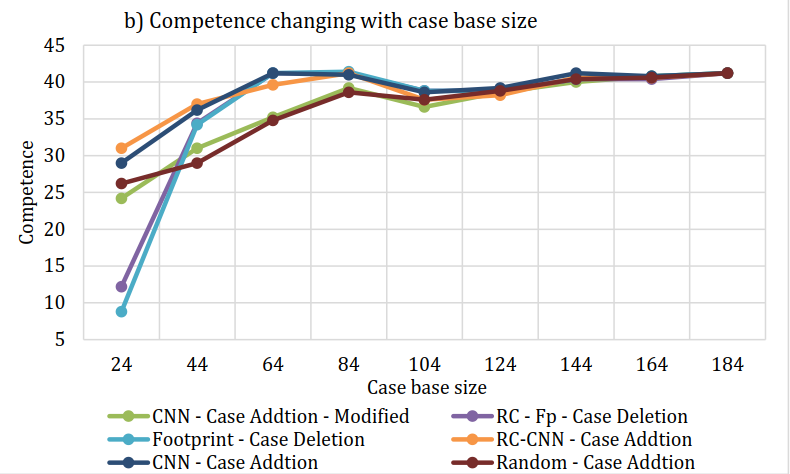 b) Competence changing with case base size
45
40
35
30
25
20
15
10
5
Competence
24 44 64 84 104 124 144 164 184
Case base size
CNN - Case Addtion - Modified RC - Fp - Case Deletion
Footprint - Case Deletion RC-CNN - Case Addtion
CNN - Case Addtion Random - Case Addtion